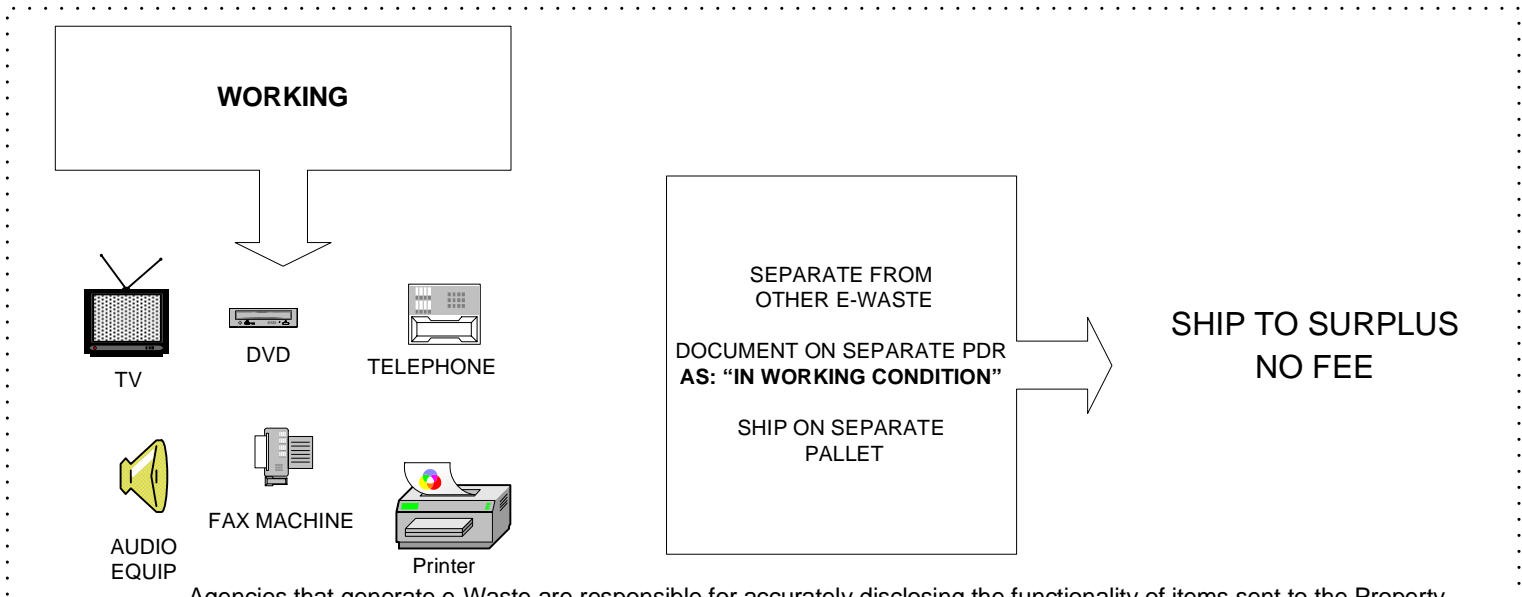 WORKING
TV
DVD
TELEPHONE
AUDIO
EQUIP
FAX MACHINE
Printer
SEPARATE FROM
OTHER E-WASTE
DOCUMENT ON SEPARATE PDR
AS: “IN WORKING CONDITION”
SHIP ON SEPARATE
PALLET
SHIP TO SURPLUS
NO FEE
Agencies that generate e-Waste are responsible for accurately disclosing the functionality of items sent to the Property